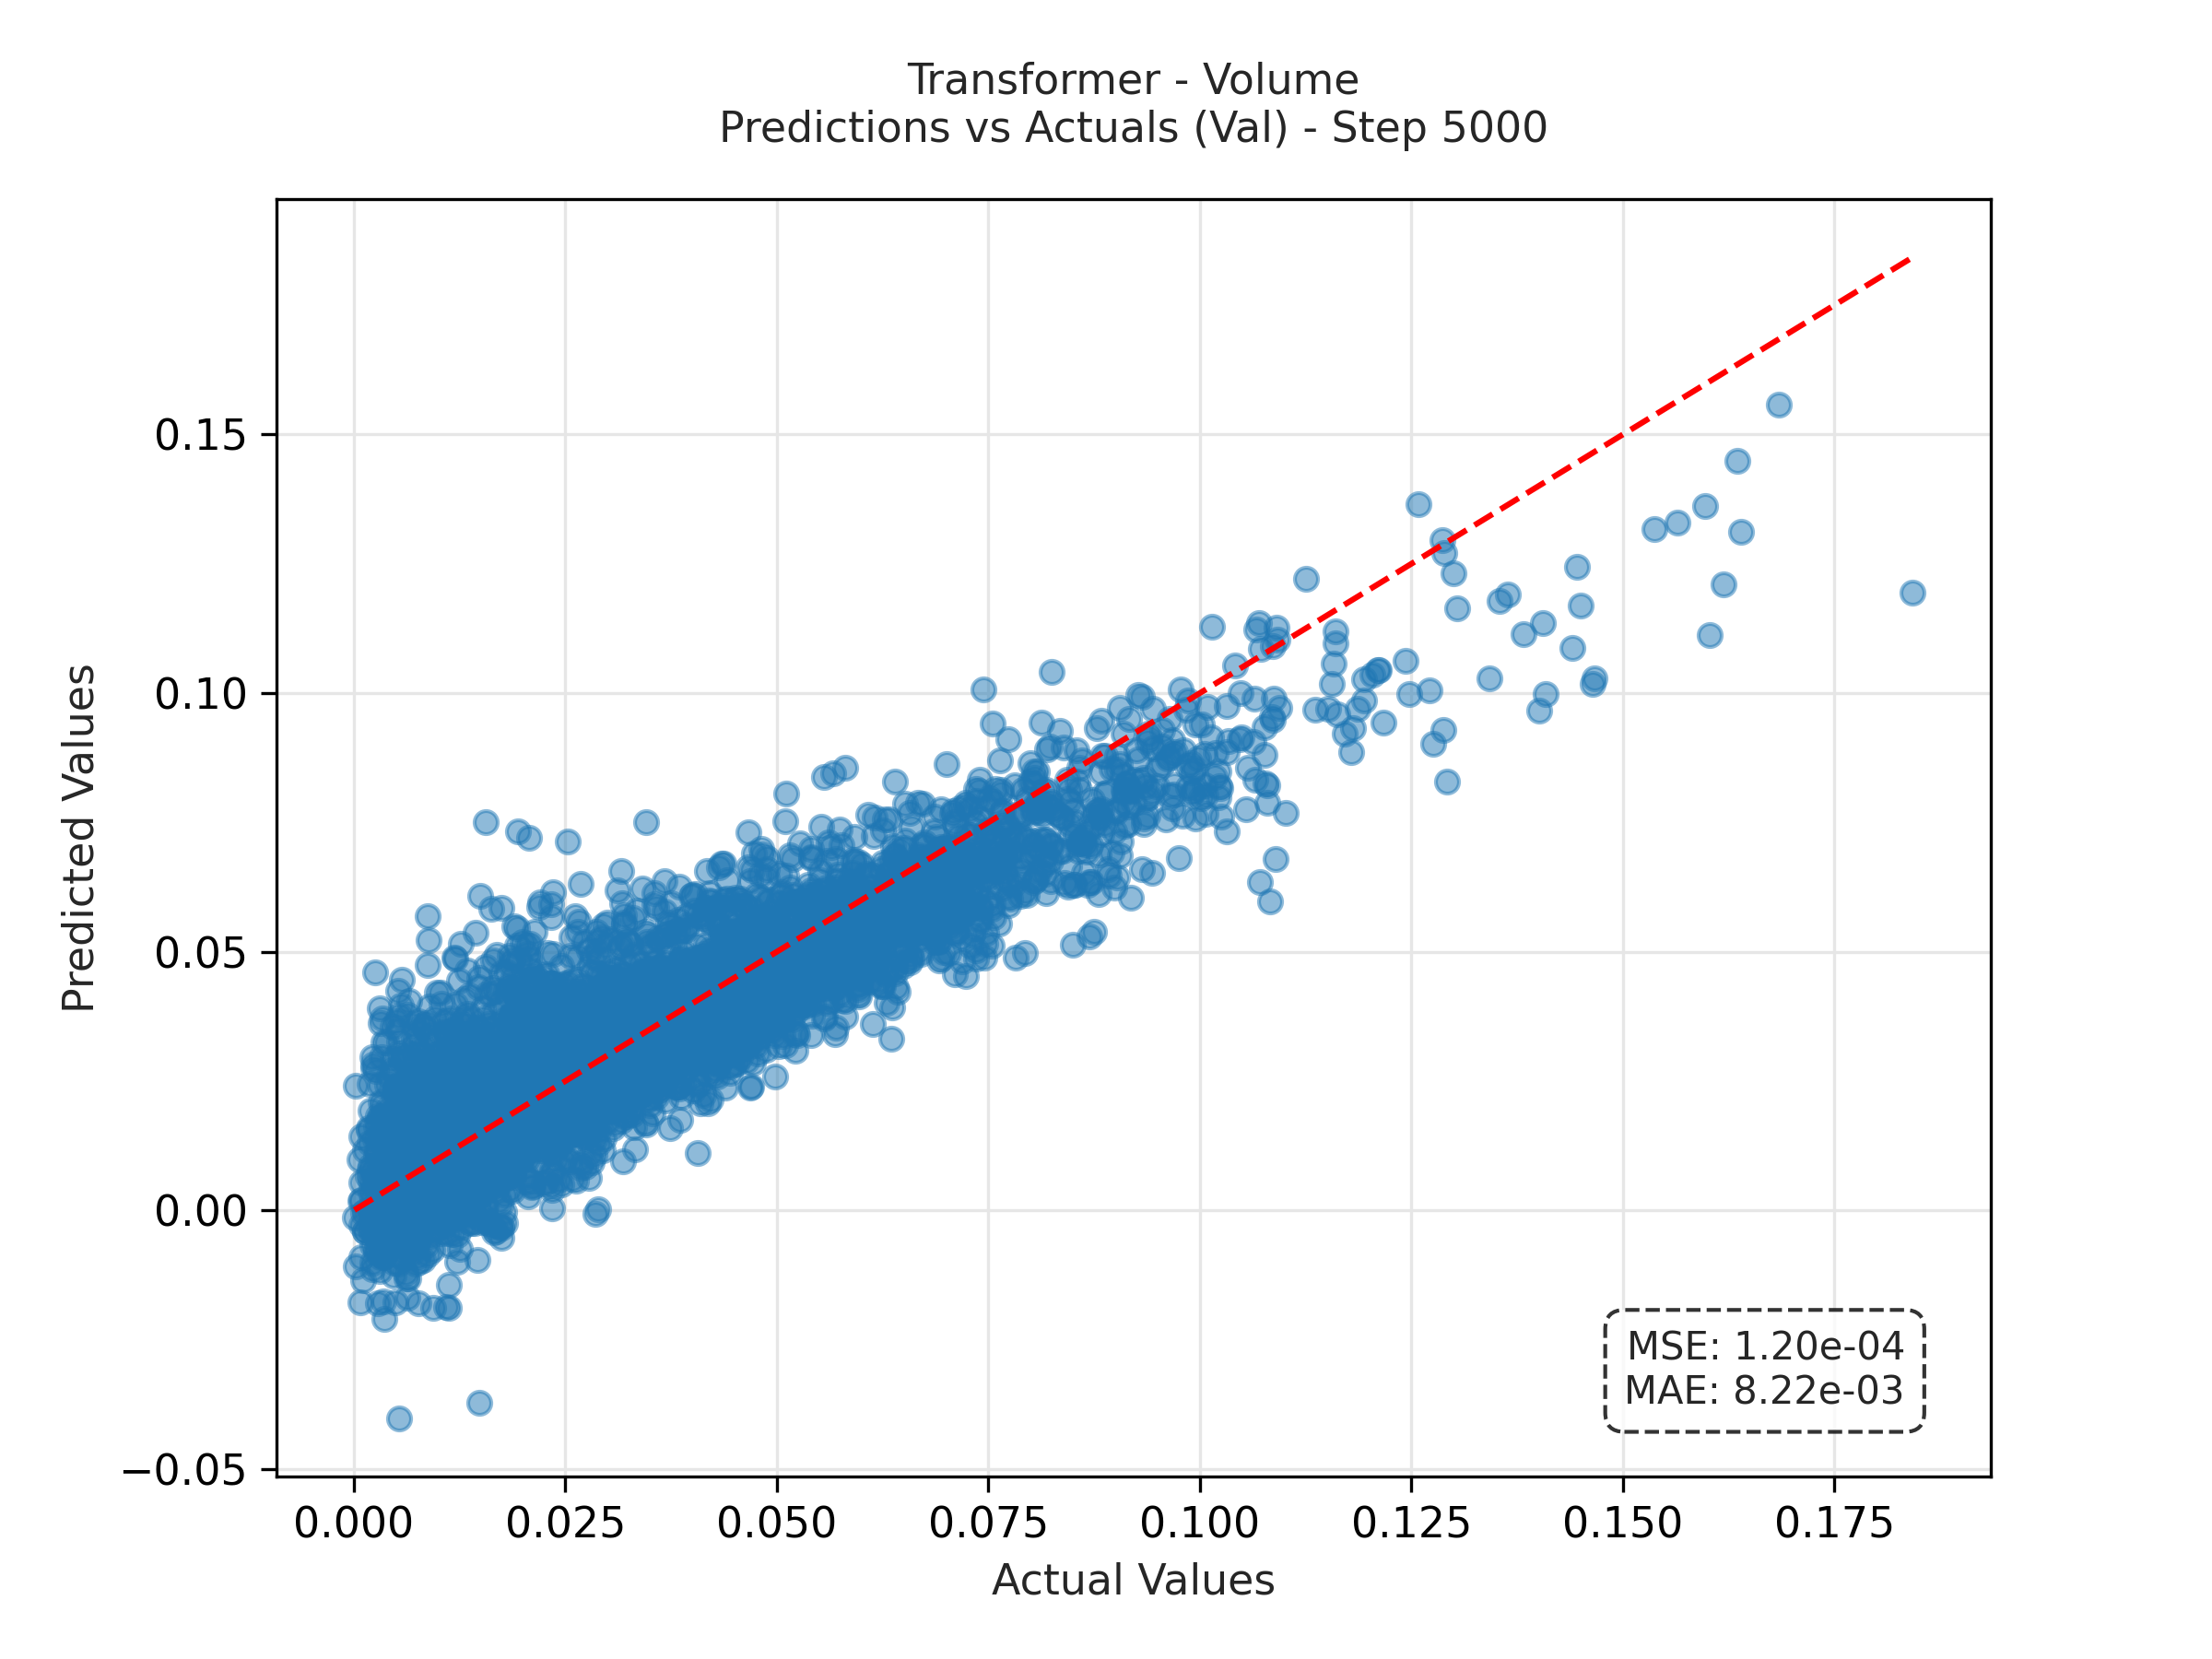 Transformer - Volume
Predictions vs Actuals (Val) - Step 5000
Predicted Values
0.15
0.10
0.05
0.00
−0.05
MSE: 1.20e-04
MAE: 8.22e-03
0.000 0.025 0.050 0.075 0.100 0.125 0.150 0.175
Actual Values